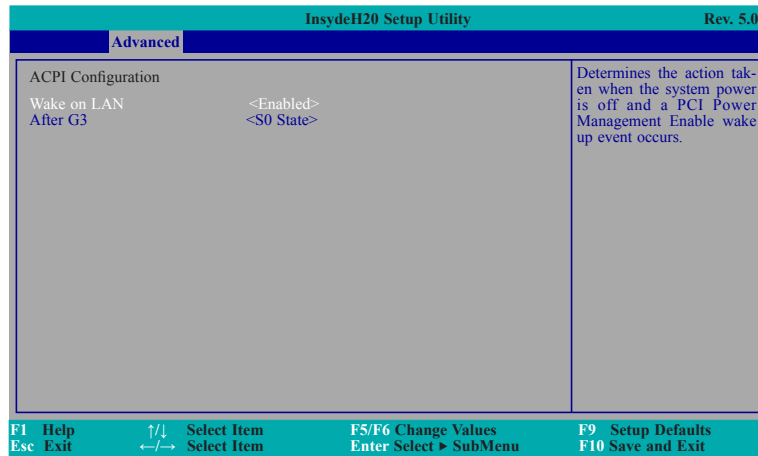 InsydeH20 Setup Utility Rev. 5.0
Advanced
ACPI Configuration
Wake on LAN <Enabled>
After G3 <S0 State>
Determines the action tak-
en when the system power
is off and a PCI Power
Management Enable wake
up event occurs.
F1 Help ↑/↓ Select Item F5/F6 Change Values F9 Setup Defaults
Esc Exit ←/→ Select Item Enter Select ▶ SubMenu F10 Save and Exit